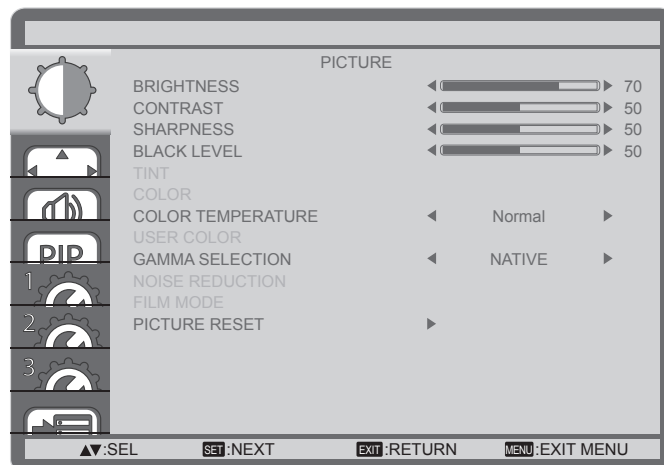 PICTURE
BRIGHTNESS 70
CONTRAST 50
SHARPNESS 50
BLACK LEVEL 50
TINT
COLOR
COLOR TEMPERATURE Normal
USER COLOR
PIP
GAMMA SELECTION NATIVE
1
NOISE REDUCTION
FILM MODE
2
PICTURE RESET
3
:SEL SET:NEXT EXIT:RETURN MENU:EXIT MENU